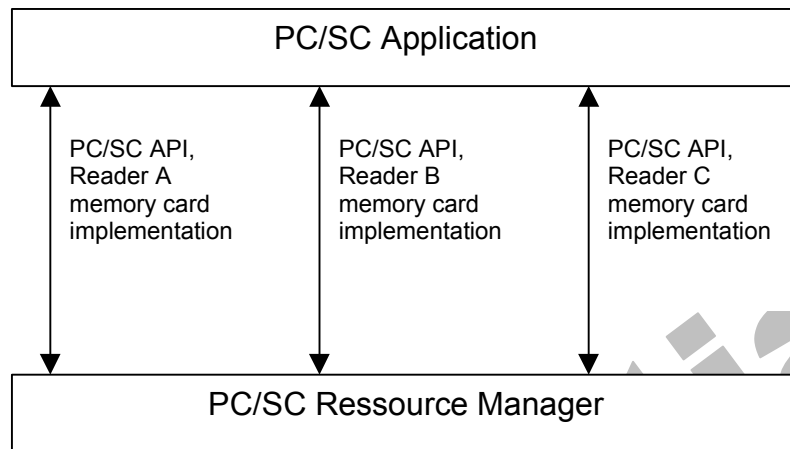 PC/SC Application
PC/SC API,
Reader A
memory card
implementation
PC/SC API,
Reader B
memory card
implementation
PC/SC API,
Reader C
memory card
implementation
PC/SC Ressource Manager